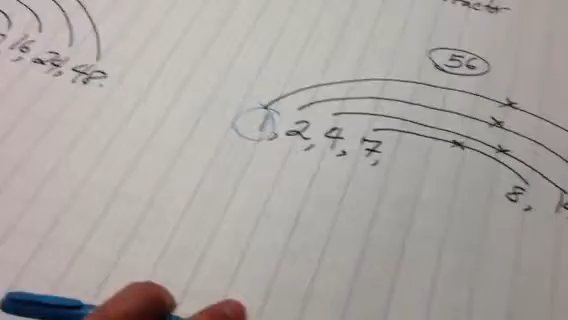 56
16, 24, 48.
1, 2, 4, 7,
8,